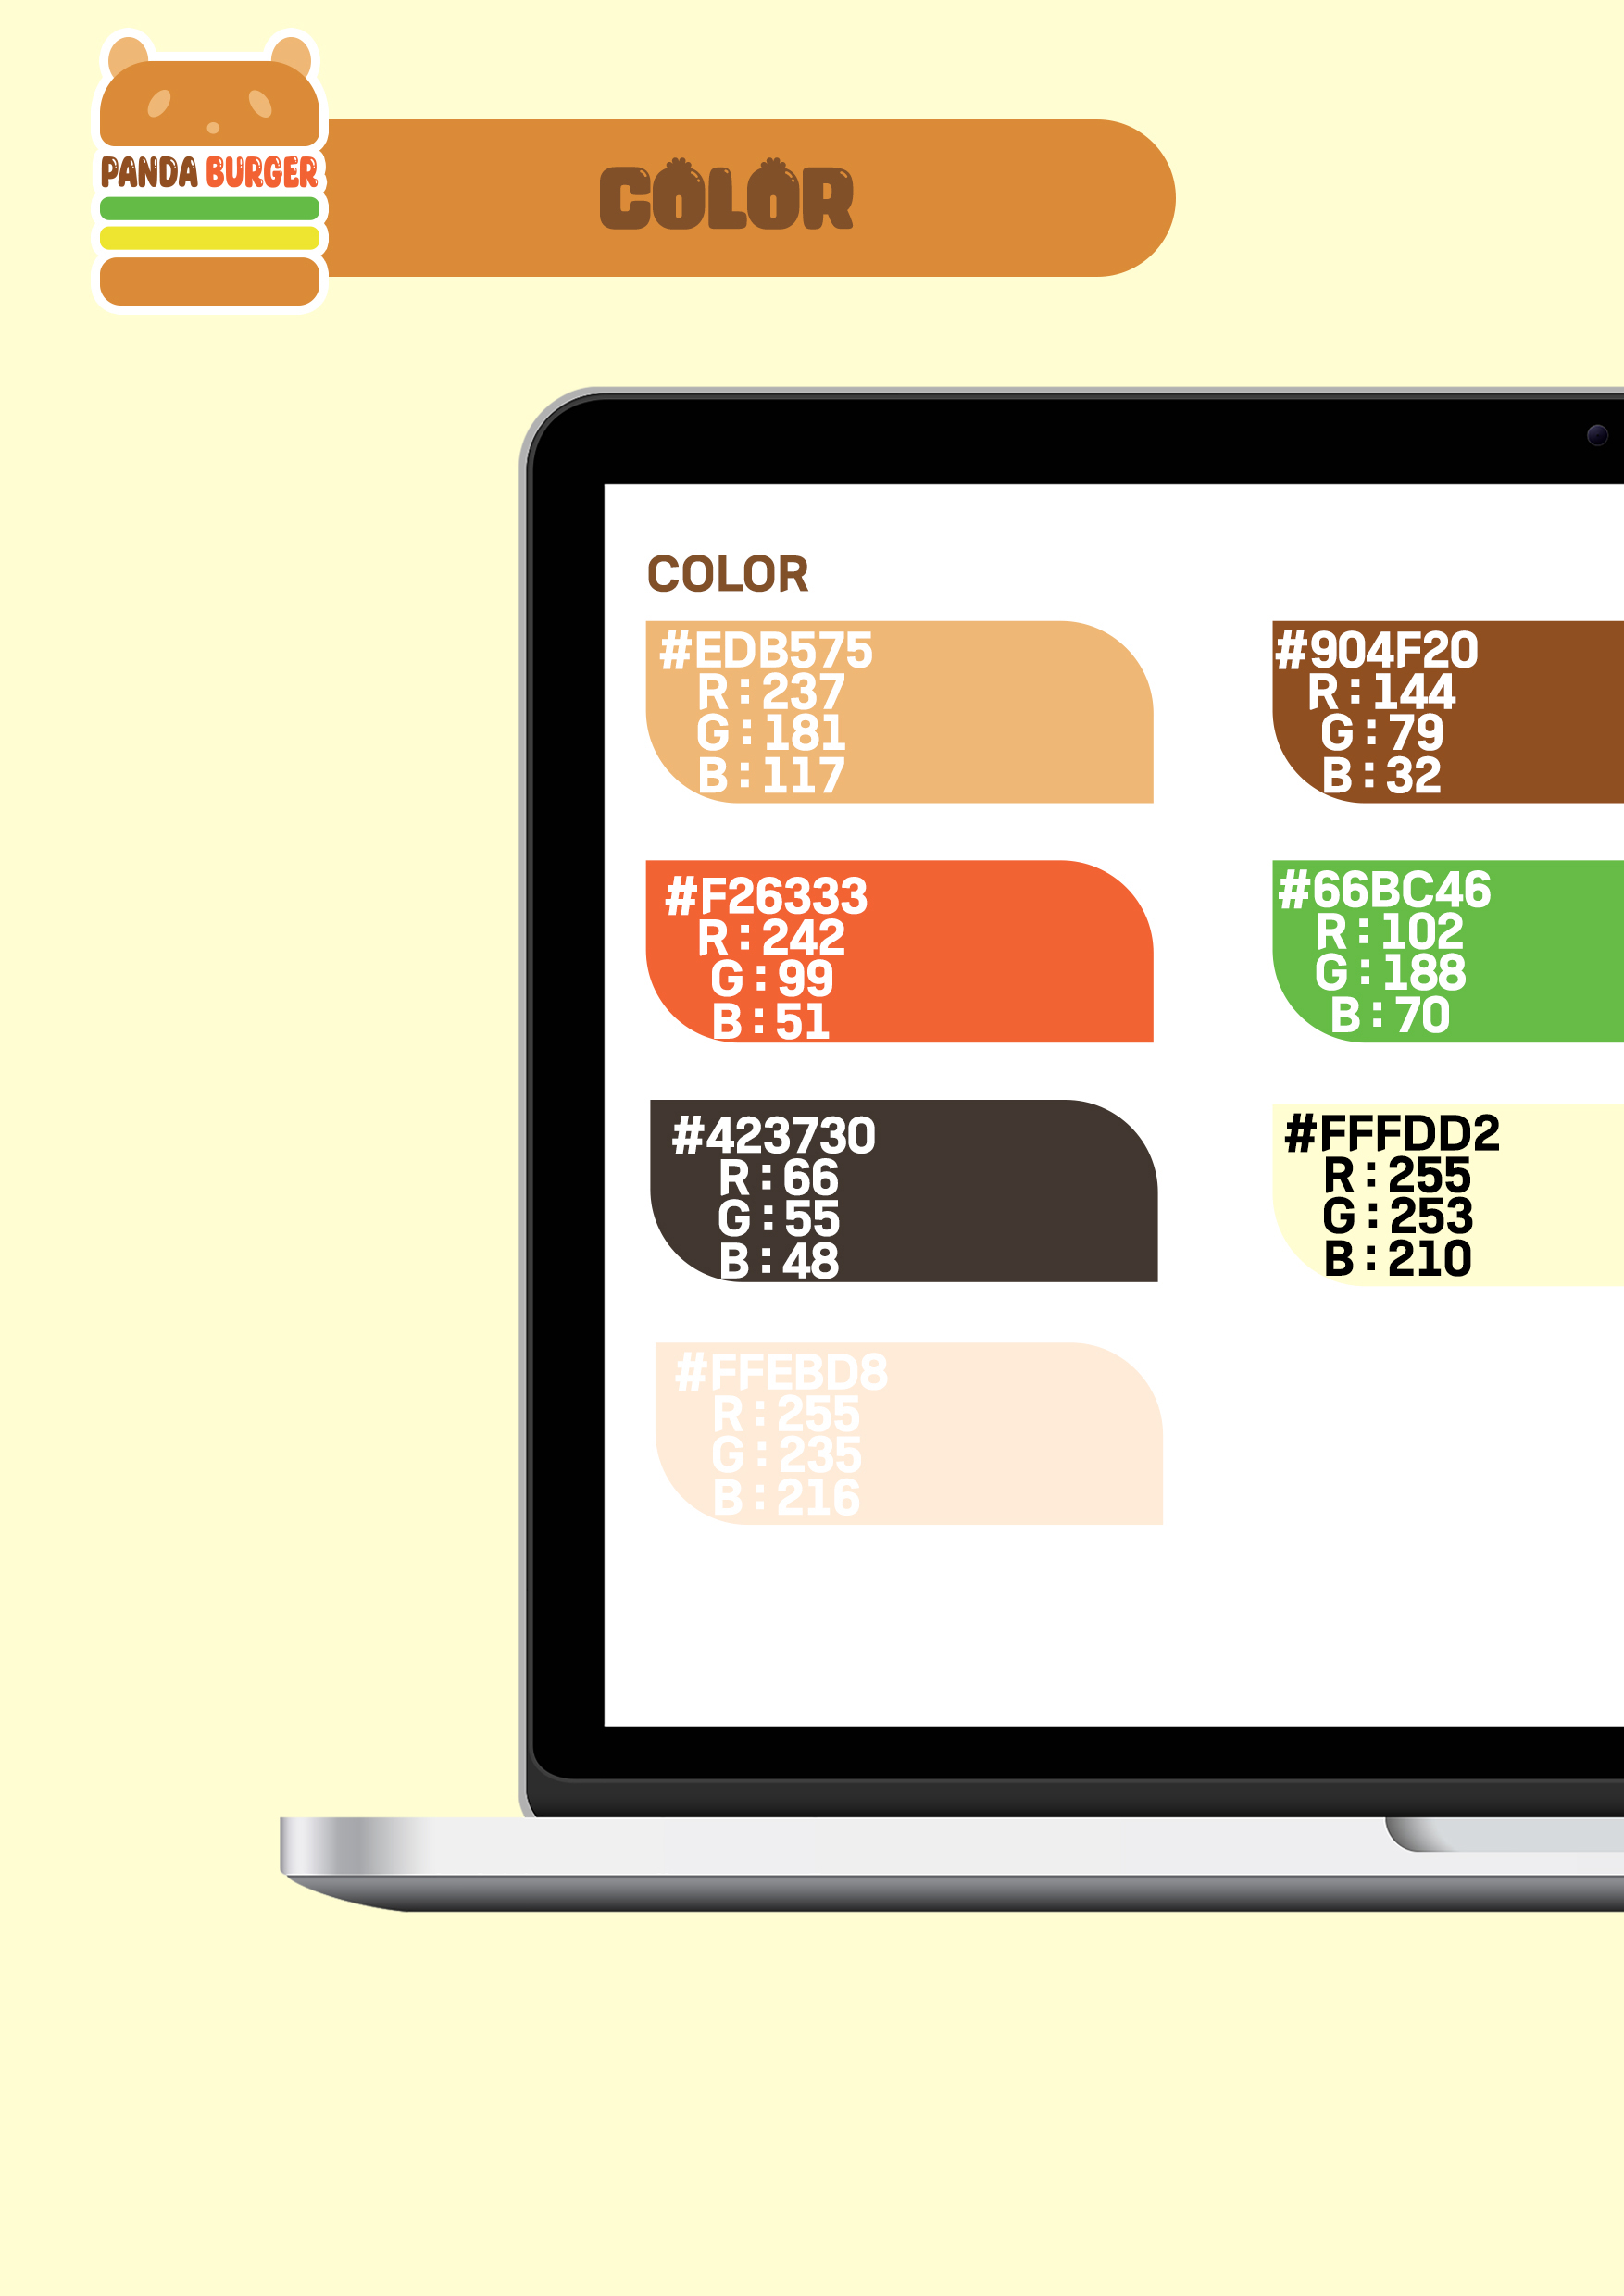 PANDA BURGER
COLOR
COLOR
#EDB575
R : 237
G : 181
B : 117
#904F20
R : 144
G : 79
B : 32
#F26333
R : 242
G : 99
B : 51
#66BC46
R : 102
G : 188
B : 70
#423730
R : 66
G : 55
B : 48
#FFFDD2
R : 255
G : 253
B : 210
#FFEBD8
R : 255
G : 235
B : 216